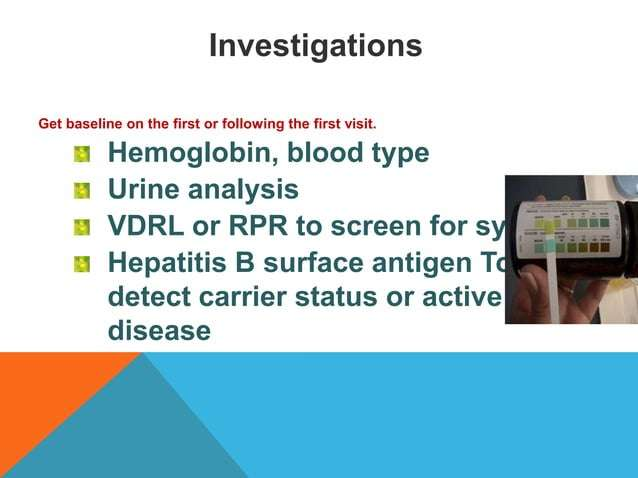 Investigations
Get baseline on the first or following the first visit.
Hemoglobin, blood type
Urine analysis
VDRL or RPR to screen for sy
Hepatitis B surface antigen To
detect carrier status or active
disease